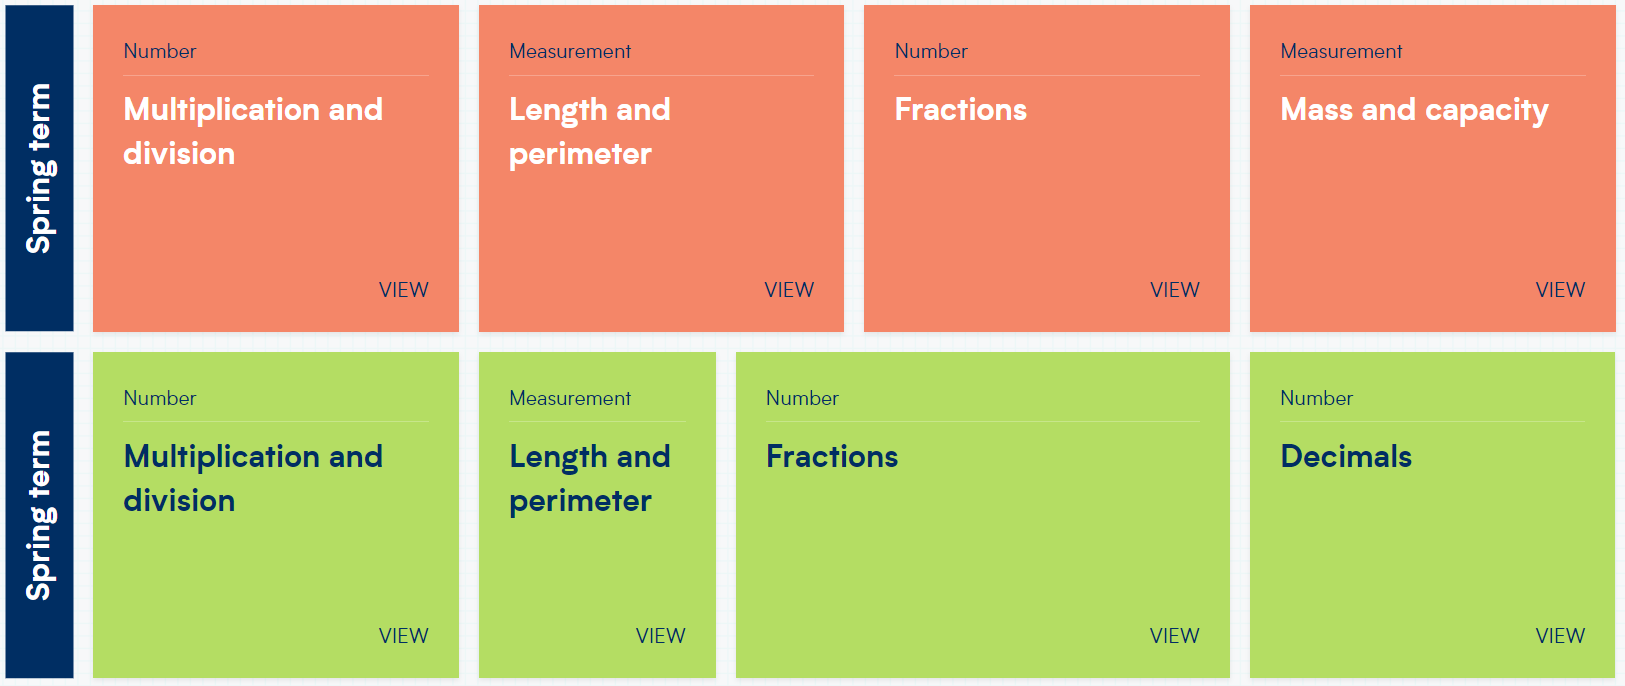 Spring term
Number
Multiplication and
division
VIEW
Measurement
Length and
perimeter
VIEW
Number
Fractions
VIEW
Measurement
Mass and capacity
VIEW
Spring term
Number
Multiplication and
division
VIEW
Measurement
Length and
perimeter
VIEW
Number
Fractions
VIEW
Number
Decimals
VIEW